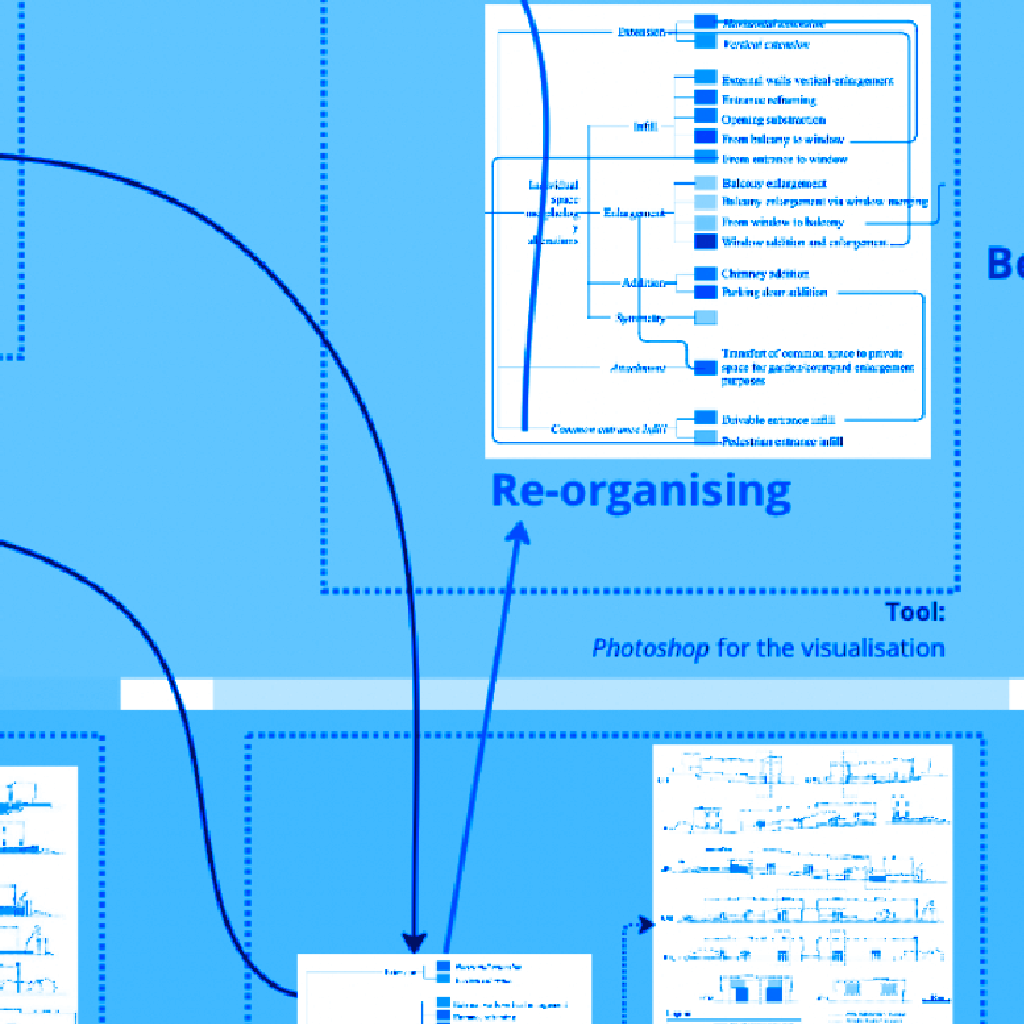 Extension
Horizontal extension
Vertical extension
External walls vertical enlargement
Entrance reframing
Opening substraction
Infill
From balcony to window
From entrance to window
Individual
space
morpholog
y
alterations
Enlargement
Balcony enlargement
Balcony enlargement via window merging
From window to balcony
Window addition and enlargement
Addition
Chimney addition
Parking door addition
Symmetry
Transfer of common space to private
space for garden/courtyard enlargement
purposes
Common entrance Infill
Drivable entrance infill
Pedestrian entrance infill
Re-organising
Be
Tool:
Photoshop for the visualisation